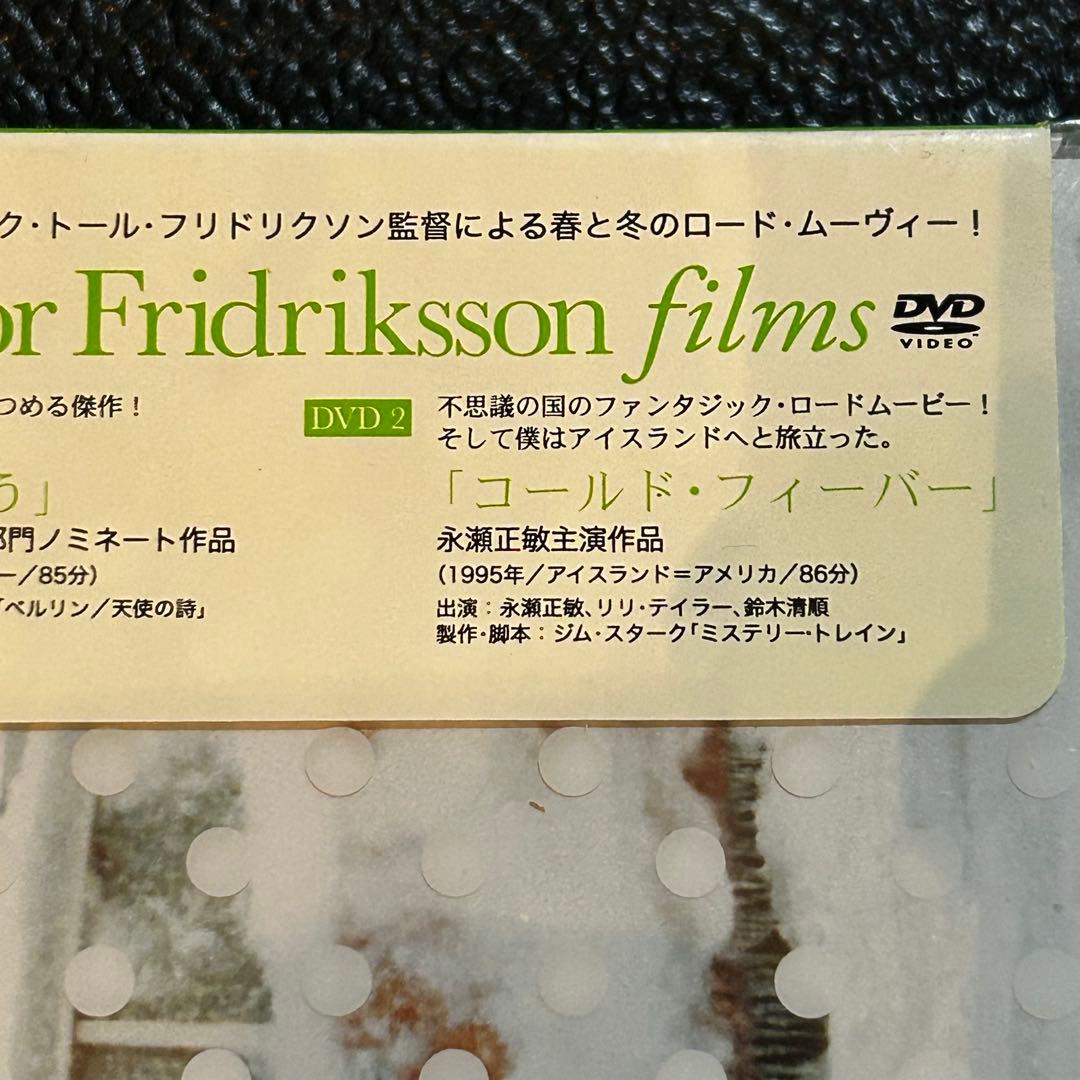 ク・トール・フリドリクソン監督による春と冬のロード・ムーヴィー！
or Fridriksson films
DVD VIDEO
つめる傑作！
う」
部門ノミネート作品
ー／85分)
「ベルリン／天使の詩」
DVD 2
不思議の国のファンタジック・ロードムービー！
そして僕はアイスランドへと旅立った。
「コールド・フィーバー」
永瀬正敏主演作品
(1995年／アイスランド＝アメリカ／86分)
出演：永瀬正敏、リリ・テイラー、鈴木清順
製作・脚本：ジム・スターク「ミステリー・トレイン」